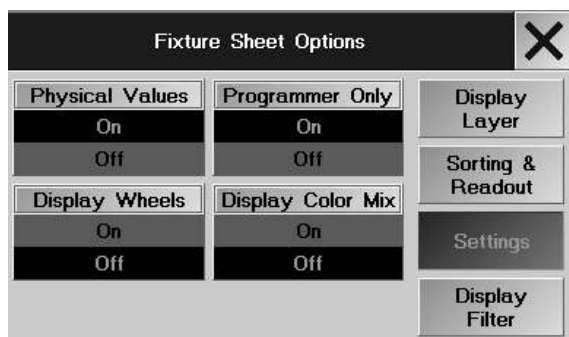 Fixture Sheet Options
Physical Values
On
Off
Programmer Only
On
Off
Display Wheels
On
Off
Display Color Mix
On
Off
Display
Layer
Sorting &
Readout
Settings
Display
Filter